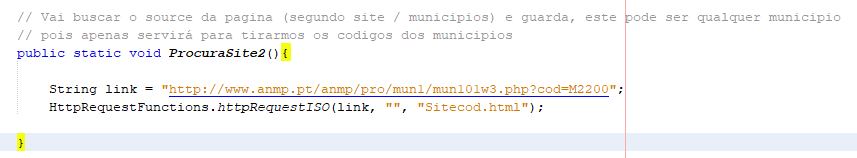 // Vai buscar o source da pagina (segundo site / municipios) e guarda, este pode ser qualquer municipio
// pois apenas servirá para tirarmos os codigos dos municipios
public static void ProcuraSite2(){
String link = "http://www.anmp.pt/anmp/pro/mun1/mun101w3.php?cod=M2200";
HttpRequestFunctions.httpRequestISO(link, "", "Sitecod.html");
}